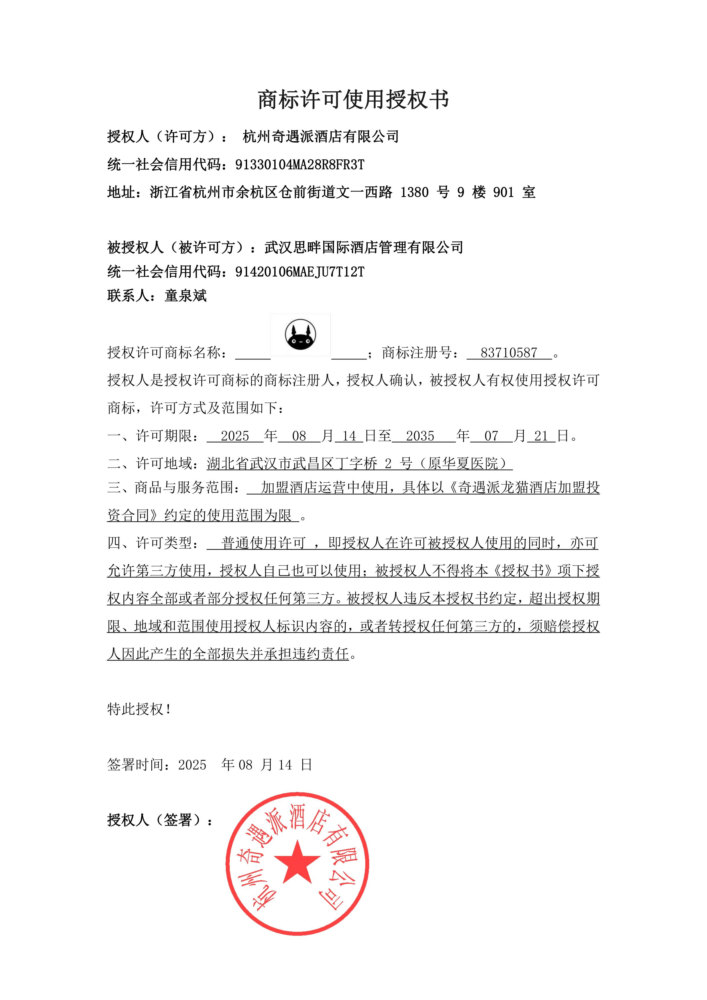 商标许可使用授权书
授权人（许可方）： 杭州奇遇派酒店有限公司
统一社会信用代码：91330104MA28R8FR3T
地址：浙江省杭州市余杭区仓前街道文一西路 1380 号 9 楼 901 室
被授权人（被许可方）：武汉思畔国际酒店管理有限公司
统一社会信用代码：91420106MAEJU7T12T
联系人：童泉斌
授权许可商标名称： ；商标注册号： 83710587 。
授权人是授权许可商标的商标注册人，授权人确认，被授权人有权使用授权许可
商标，许可方式及范围如下：
一、许可期限： 2025 年 08 月 14 日至 2035 年 07 月 21 日。
二、许可地域：湖北省武汉市武昌区丁字桥 2 号（原华夏医院）
三、商品与服务范围： 加盟酒店运营中使用，具体以《奇遇派龙猫酒店加盟投
资合同》约定的使用范围为限 。
四、许可类型： 普通使用许可 ，即授权人在许可被授权人使用的同时，亦可
允许第三方使用，授权人自己也可以使用；被授权人不得将本《授权书》项下授
权内容全部或者部分授权任何第三方。被授权人违反本授权书约定，超出授权期
限、地域和范围使用授权人标识内容的，或者转授权任何第三方的，须赔偿授权
人因此产生的全部损失并承担违约责任。
特此授权！
签署时间：2025 年08 月14 日
授权人（签署）：
杭州奇遇派酒店有限公司